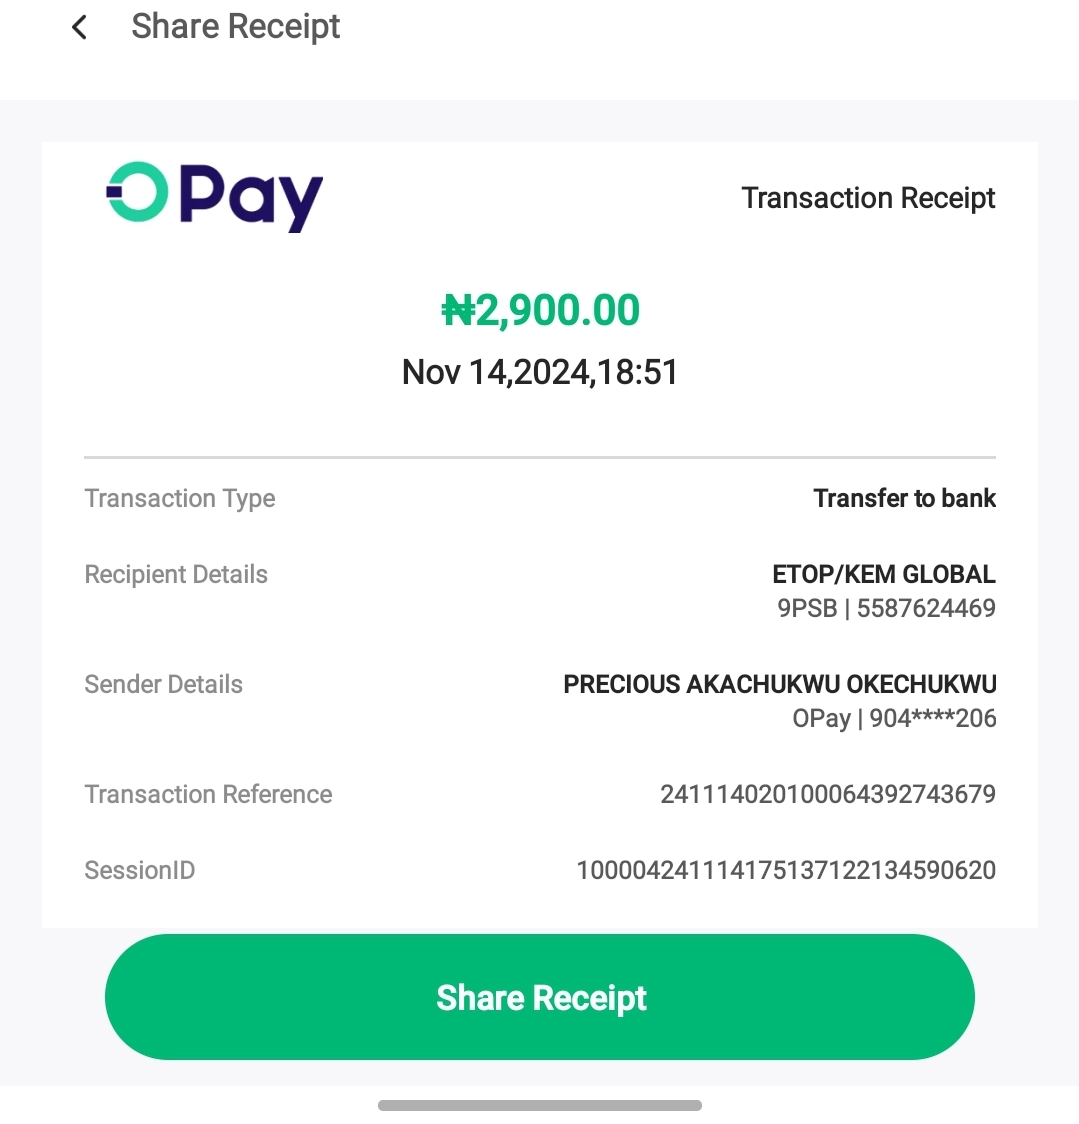 Share Receipt
OPay
Transaction Receipt
₦2,900.00
Nov 14,2024,18:51
Transaction Type
Transfer to bank
Recipient Details
ETOP/KEM GLOBAL
9PSB | 5587624469
Sender Details
PRECIOUS AKACHUKWU OKECHUKWU
OPay | 904****206
Transaction Reference
241114020100064392743679
SessionID
100004241114175137122134590620
Share Receipt